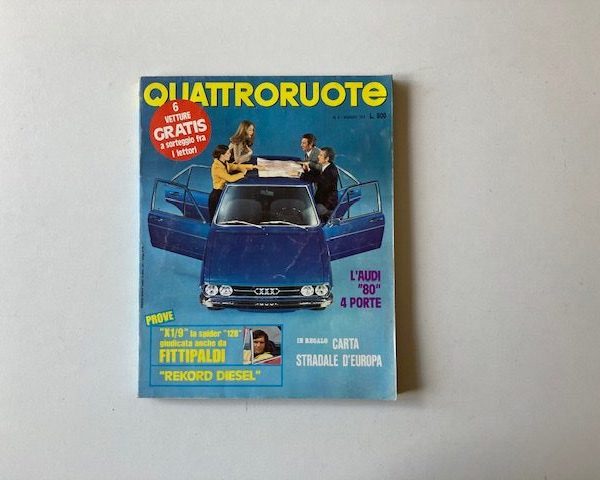 QUATTRORUOTE
L. 800
6
VETTURE
GRATIS
a sorteggio fra
i lettori
L'AUDI
"80"
4 PORTE
PROVE
"X1/9" la spider "128"
giudicata anche da
FITTIPALDI
"REKORD DIESEL"
IN REGALO CARTA
STRADALE D'EUROPA